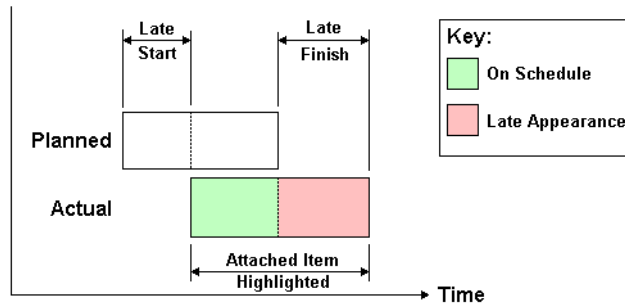 Late
Start
Late
Finish
Key:
On Schedule
Late Appearance
Planned
Actual
Attached Item
Highlighted
Time